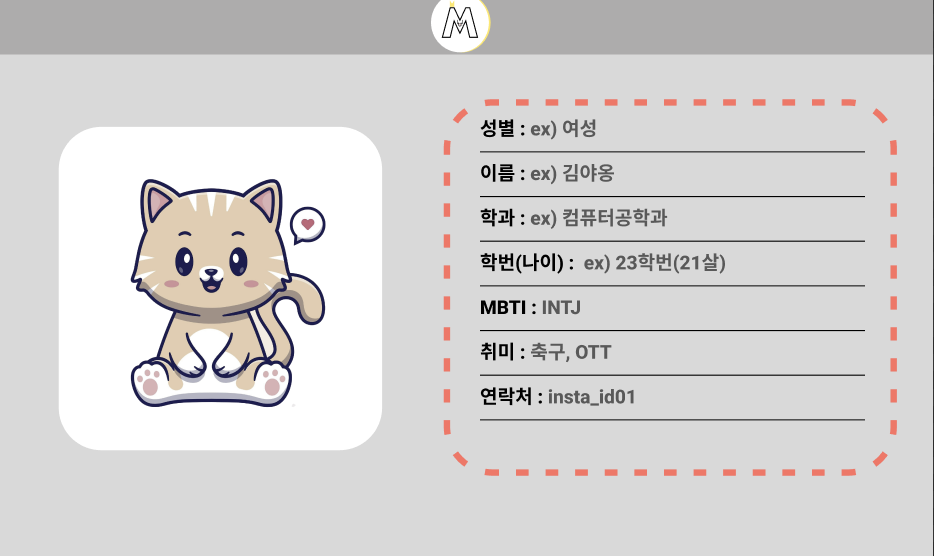 M
성별 : ex) 여성
이름 : ex) 김야옹
학과 : ex) 컴퓨터공학과
학번(나이) : ex) 23학번(21살)
MBTI : INTJ
취미 : 축구, OTT
연락처 : insta_id01